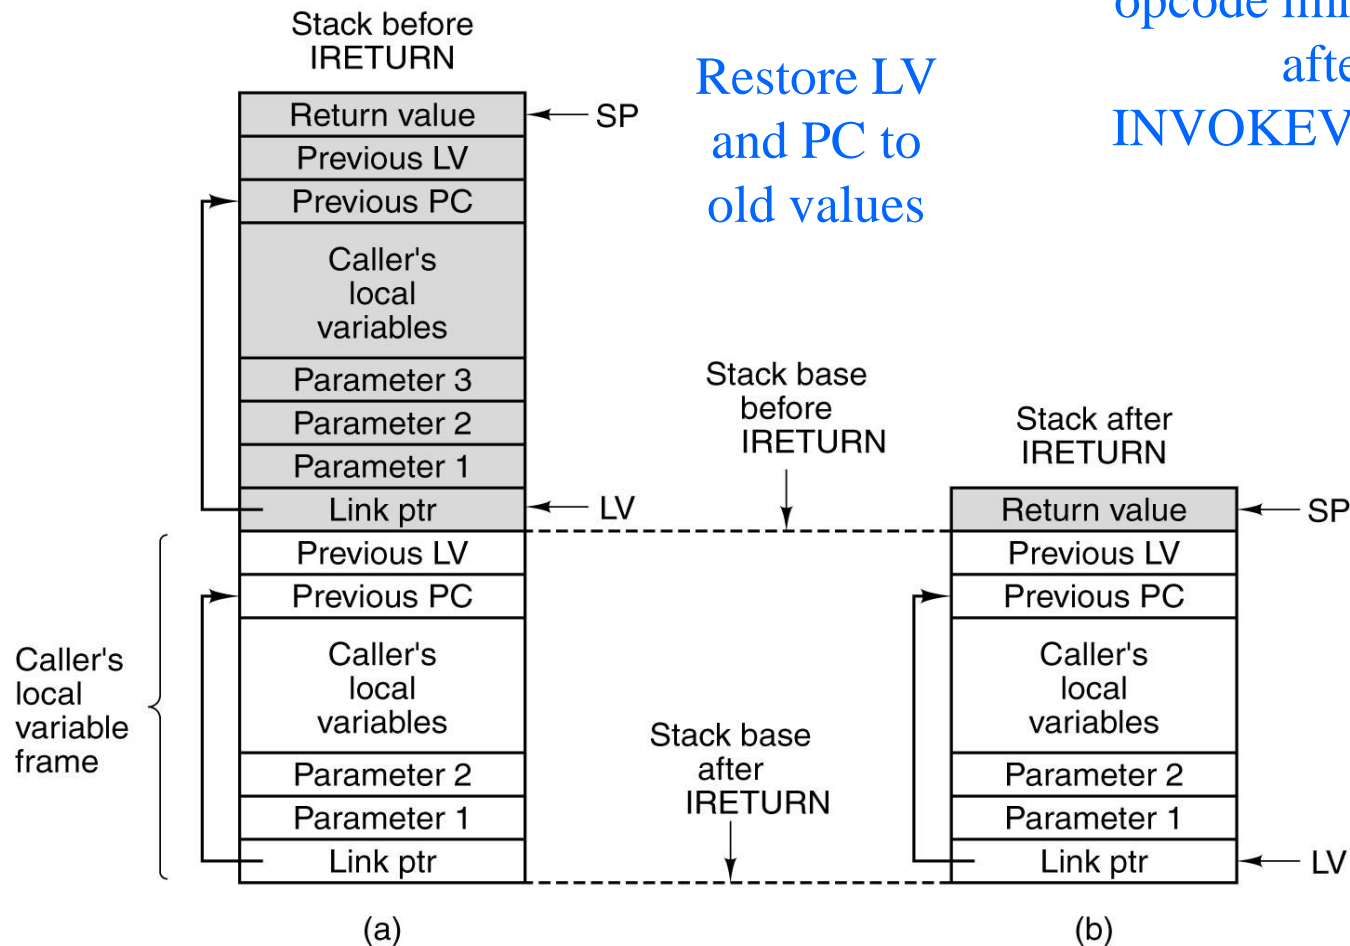 Stack before
IRETURN
Return value
SP
Previous LV
Previous PC
Caller's
local
variables
Parameter 3
Parameter 2
Parameter 1
Link ptr
LV
Previous LV
Previous PC
Caller's
local
variables
Parameter 2
Parameter 1
Link ptr
Caller's
local
variable
frame
(a)
Restore LV
and PC to
old values
opcode
INVOKEV
Stack base
before
IRETURN
Stack base
after
IRETURN
Stack after
IRETURN
Return value
SP
Previous LV
Previous PC
Caller's
local
variables
Parameter 2
Parameter 1
Link ptr
LV
(b)